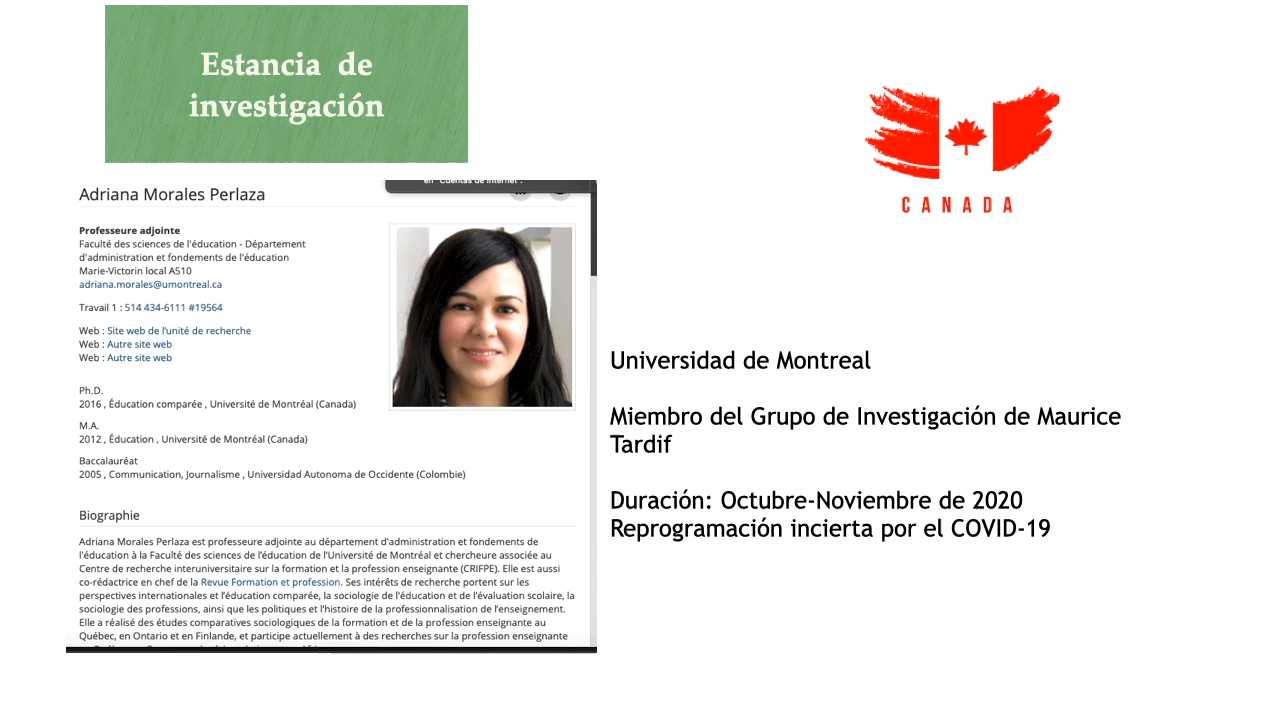 Estancia de
investigación
CANADA
en "Cuentas de Internet".
Adriana Morales Perlaza
Professeure adjointe
Faculté des sciences de l'éducation - Département
d'administration et fondements de l'éducation
Marie-Victorin local A510
adriana.morales@umontreal.ca
Travail 1 : 514 434-6111 #19564
Web : Site web de l'unité de recherche
Web : Autre site web
Web : Autre site web
Ph.D.
2016 , Éducation comparée , Université de Montréal (Canada)
M.A.
2012 , Éducation , Université de Montréal (Canada)
Baccalauréat
2005 , Communication, Journalisme , Universidad Autonoma de Occidente (Colombie)
Biographie
Adriana Morales Perlaza est professeure adjointe au département d'administration et fondements de
l'éducation à la Faculté des sciences de l'éducation de l'Université de Montréal et chercheure associée au
Centre de recherche interuniversitaire sur la formation et la profession enseignante (CRIFPE). Elle est aussi
co-rédactrice en chef de la Revue Formation et profession. Ses intérêts de recherche portent sur les
perspectives internationales et l'éducation comparée, la sociologie de l'éducation et de l'évaluation scolaire, la
sociologie des professions, ainsi que les politiques et l'histoire de la professionnalisation de l'enseignement.
Elle a réalisé des études comparatives sociologiques de la formation et de la profession enseignante au
Québec, en Ontario et en Finlande, et participe actuellement à des recherches sur la profession enseignante
Universidad de Montreal
Miembro del Grupo de Investigación de Maurice
Tardif
Duración: Octubre-Noviembre de 2020
Reprogramación incierta por el COVID-19